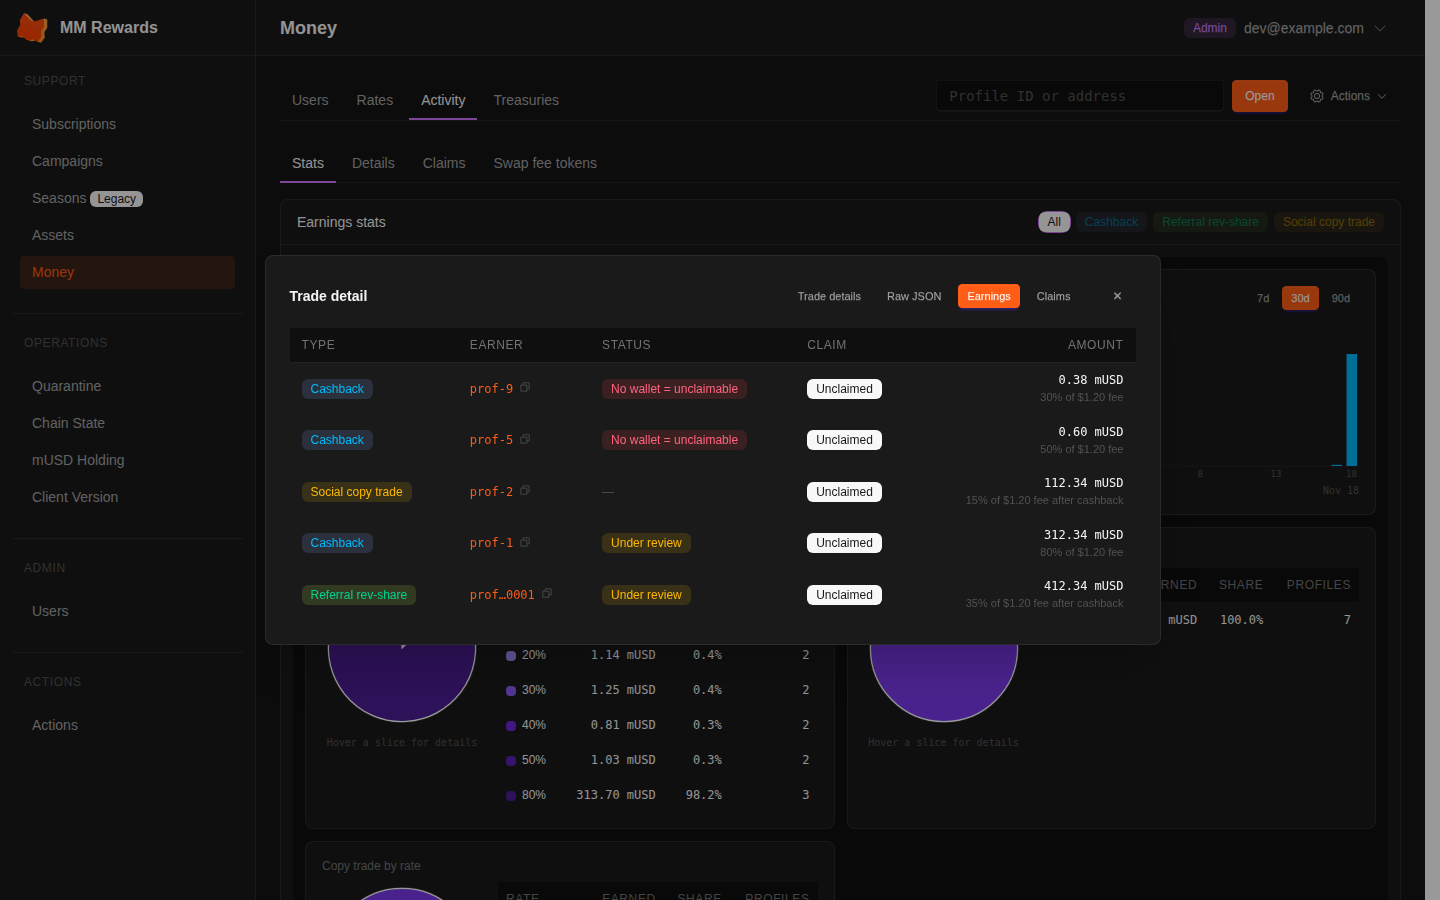 MM Rewards
Money
Admin
dev@example.com
SUPPORT
Subscriptions
Campaigns
Seasons Legacy
Assets
Money
OPERATIONS
Quarantine
Chain State
mUSD Holding
Client Version
ADMIN
Users
ACTIONS
Actions
Users Rates Activity Treasuries
Profile ID or address
Open
Actions
Stats Details Claims Swap fee tokens
Earnings stats
All Cashback Referral rev-share Social copy trade
7d 30d 90d
8 13 18
Nov 18
Trade detail
Trade details Raw JSON Earnings Claims ×
TYPE EARNER STATUS CLAIM AMOUNT
Cashback prof-9 No wallet = unclaimable Unclaimed 0.38 mUSD
30% of $1.20 fee
Cashback prof-5 No wallet = unclaimable Unclaimed 0.60 mUSD
50% of $1.20 fee
Social copy trade prof-2 — Unclaimed 112.34 mUSD
15% of $1.20 fee after cashback
Cashback prof-1 Under review Unclaimed 312.34 mUSD
80% of $1.20 fee
Referral rev-share prof…0001 Under review Unclaimed 412.34 mUSD
35% of $1.20 fee after cashback
RNED SHARE PROFILES
mUSD 100.0% 7
20% 1.14 mUSD 0.4% 2
30% 1.25 mUSD 0.4% 2
40% 0.81 mUSD 0.3% 2
50% 1.03 mUSD 0.3% 2
80% 313.70 mUSD 98.2% 3
Hover a slice for details
Hover a slice for details
Copy trade by rate
RATE EARNED SHARE PROFILES